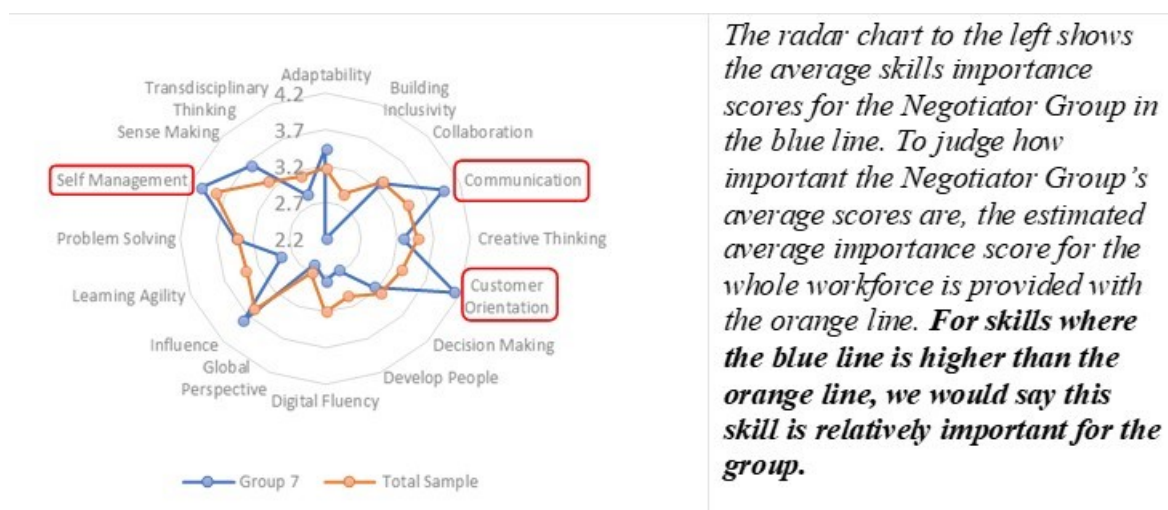 Adaptability
Transdisciplinary
Thinking
Building
Inclusivity
4.2
Sense Making
Collaboration
3.7
Self Management
3.2
Communication
2.7
Problem Solving
2.2
Creative Thinking
Learning Agility
Customer
Orientation
Influence
Decision Making
Global
Perspective
Develop People
Digital Fluency
Group 7
Total Sample
The radar chart to the left shows
the average skills importance
scores for the Negotiator Group in
the blue line. To judge how
important the Negotiator Group's
average scores are, the estimated
average importance score for the
whole workforce is provided with
the orange line. For skills where
the blue line is higher than the
orange line, we would say this
skill is relatively important for the
group.